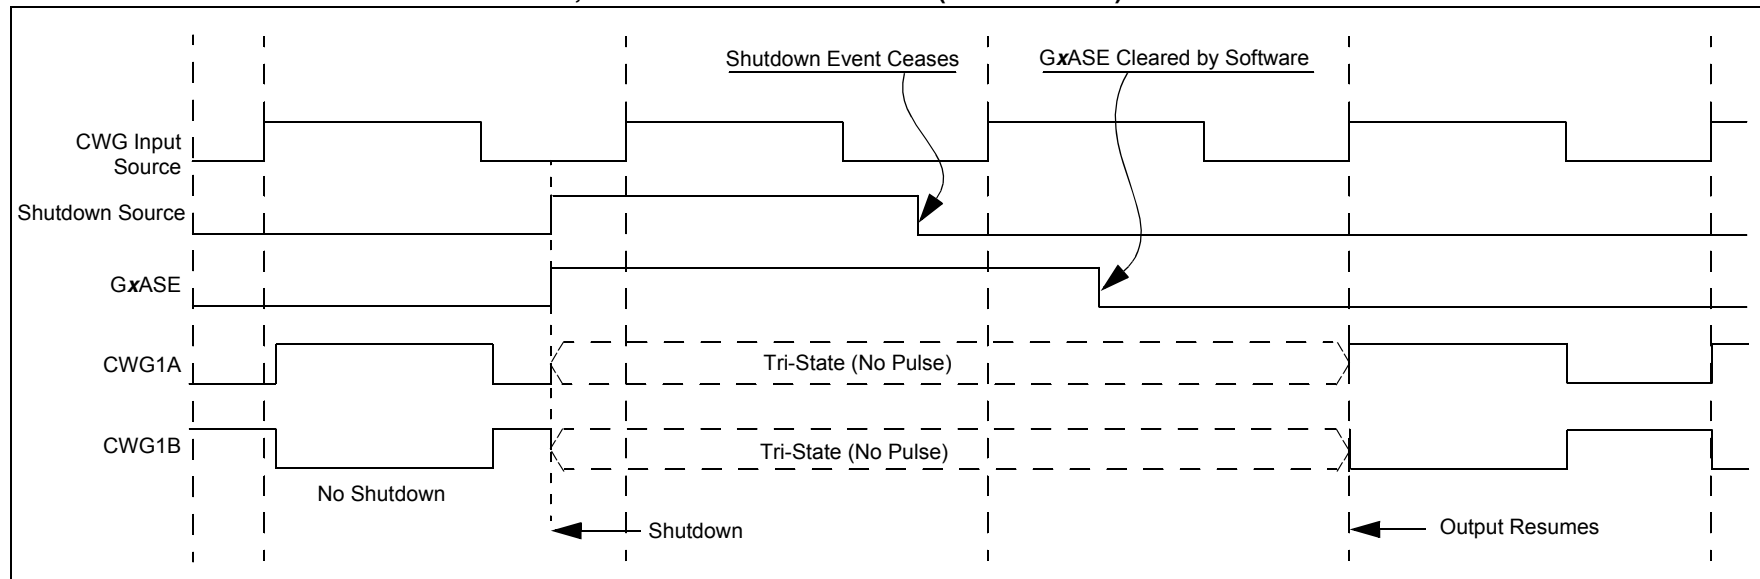 Shutdown Event Ceases
GxASE Cleared by Software
CWG Input
Source
Shutdown Source
GxASE
CWG1A
Tri-State (No Pulse)
CWG1B
Tri-State (No Pulse)
No Shutdown
Shutdown
Output Resumes